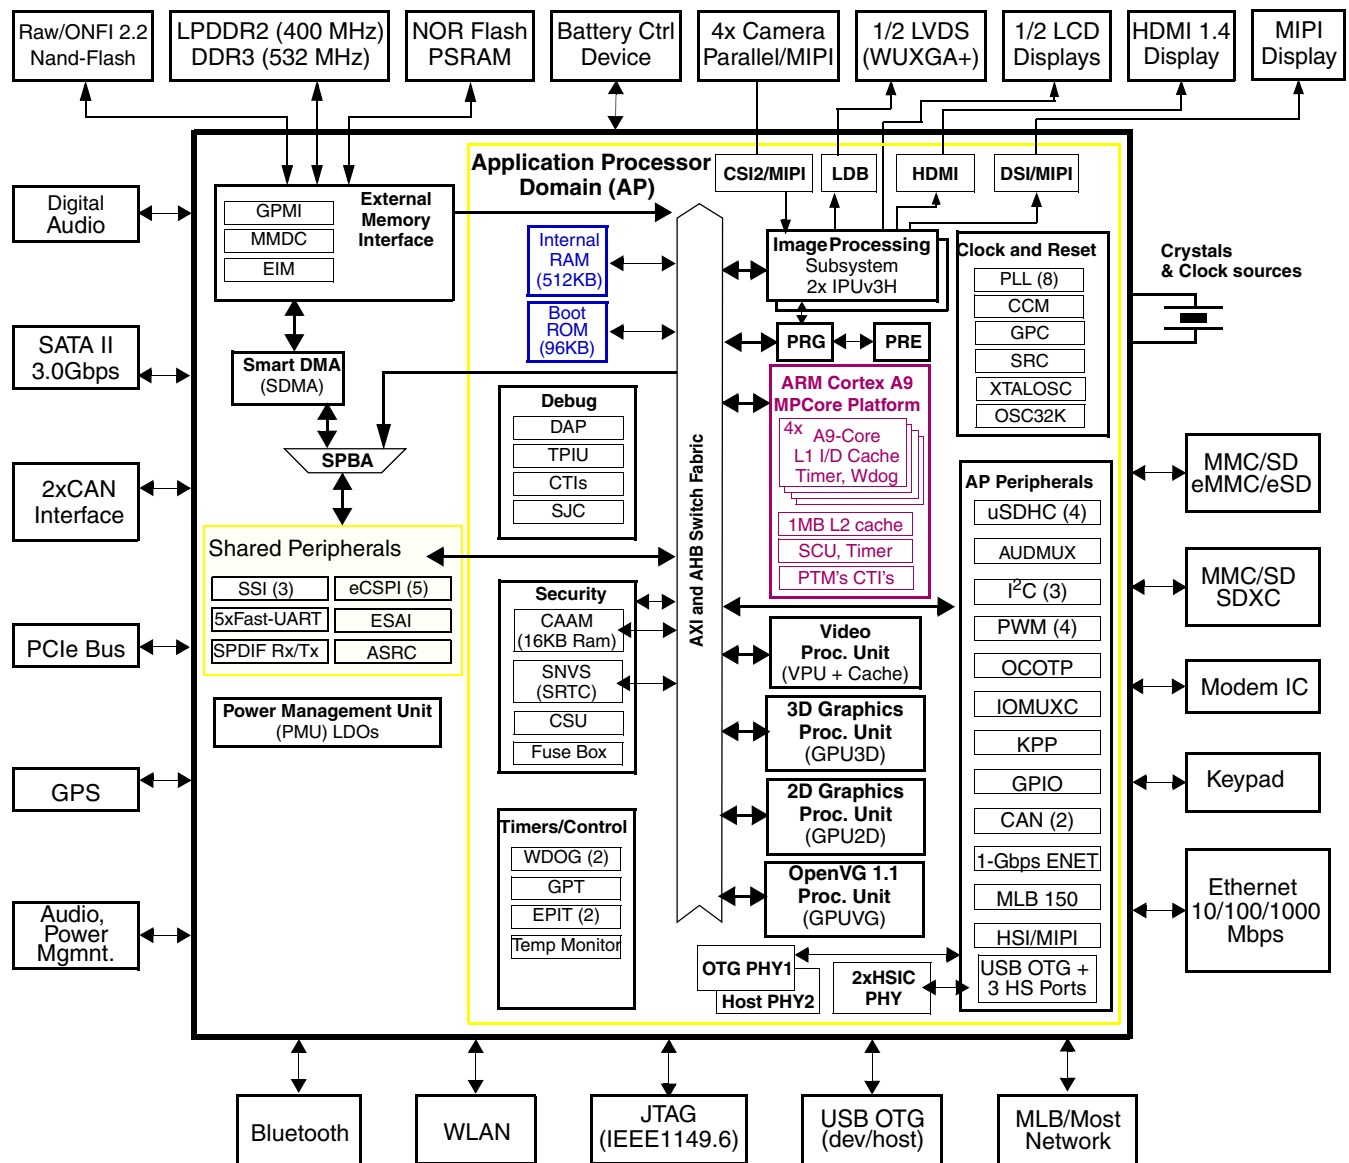 Raw/ONFI 2.2
Nand-Flash
LPDDR2 (400 MHz)
DDR3 (532 MHz)
NOR Flash
PSRAM
Battery Ctrl
Device
4x Camera
Parallel/MIPI
1/2 LVDS
(WUXGA+)
1/2 LCD
Displays
HDMI 1.4
Display
MIPI
Display
Digital
Audio
SATA II
3.0Gbps
2xCAN
Interface
PCIe Bus
GPS
Audio,
Power
Mgmnt.
External
Memory
Interface
GPMI
MMDC
EIM
Smart DMA
(SDMA)
SPBA
Shared Peripherals
SSI (3)
eCSPI (5)
5xFast-UART
ESAI
SPDIF Rx/Tx
ASRC
Power Management Unit
(PMU) LDOs
Application Processor
Domain (AP)
Internal
RAM
(512KB)
Boot
ROM
(96KB)
Debug
DAP
TPIU
CTIs
SJC
Security
CAAM
(16KB Ram)
SNVS
(SRTC)
CSU
Fuse Box
Timers/Control
WDOG (2)
GPT
EPIT (2)
Temp Monitor
AXI and AHB Switch Fabric
CSI2/MIPI
LDB
HDMI
DSI/MIPI
Image Processing
Subsystem
2x IPUv3H
PRG
PRE
ARM Cortex A9
MPCore Platform
4x
A9-Core
L1 I/D Cache
Timer, Wdog
1MB L2 cache
SCU, Timer
PTM's CTI's
Video
Proc. Unit
(VPU + Cache)
3D Graphics
Proc. Unit
(GPU3D)
2D Graphics
Proc. Unit
(GPU2D)
OpenVG 1.1
Proc. Unit
(GPUVG)
OTG PHY1
Host PHY2
2xHSIC
PHY
Clock and Reset
PLL (8)
CCM
GPC
SRC
XTALOSC
OSC32K
AP Peripherals
uSDHC (4)
AUDMUX
I²C (3)
PWM (4)
OCOTP
IOMUXC
KPP
GPIO
CAN (2)
1-Gbps ENET
MLB 150
HSI/MIPI
USB OTG +
3 HS Ports
Crystals
& Clock sources
MMC/SD
eMMC/eSD
MMC/SD
SDXC
Modem IC
Keypad
Ethernet
10/100/1000
Mbps
Bluetooth
WLAN
JTAG
(IEEE1149.6)
USB OTG
(dev/host)
MLB/Most
Network